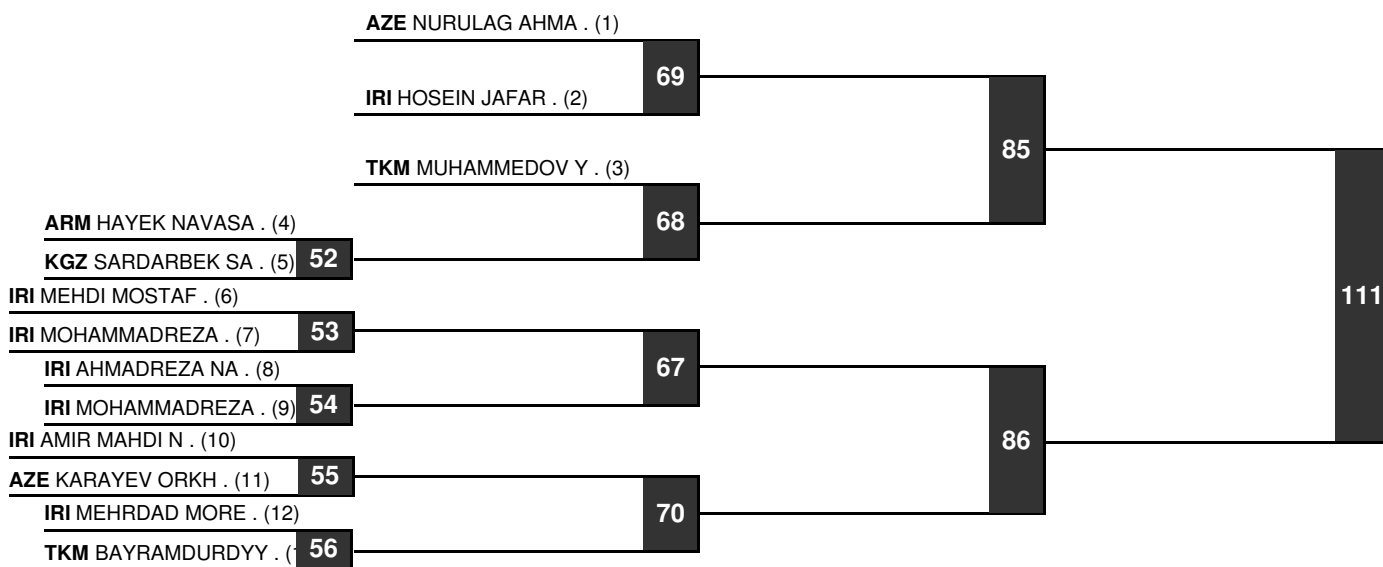 AZE NURULAG AHMA . (1)
69
IRI HOSEIN JAFAR . (2)
85
TKM MUHAMMEDOV Y . (3)
68
ARM HAYEK NAVASA . (4)
KGZ SARDARBEK SA . (5) 52
IRI MEHDI MOSTAF . (6)
111
IRI MOHAMMADREZA . (7) 53
IRI AHMADREZA NA . (8)
67
IRI MOHAMMADREZA . (9) 54
IRI AMIR MAHDI N . (10)
86
AZE KARAYEV ORKH . (11) 55
IRI MEHRDAD MORE . (12)
70
TKM BAYRAMDURDYY . ( 56